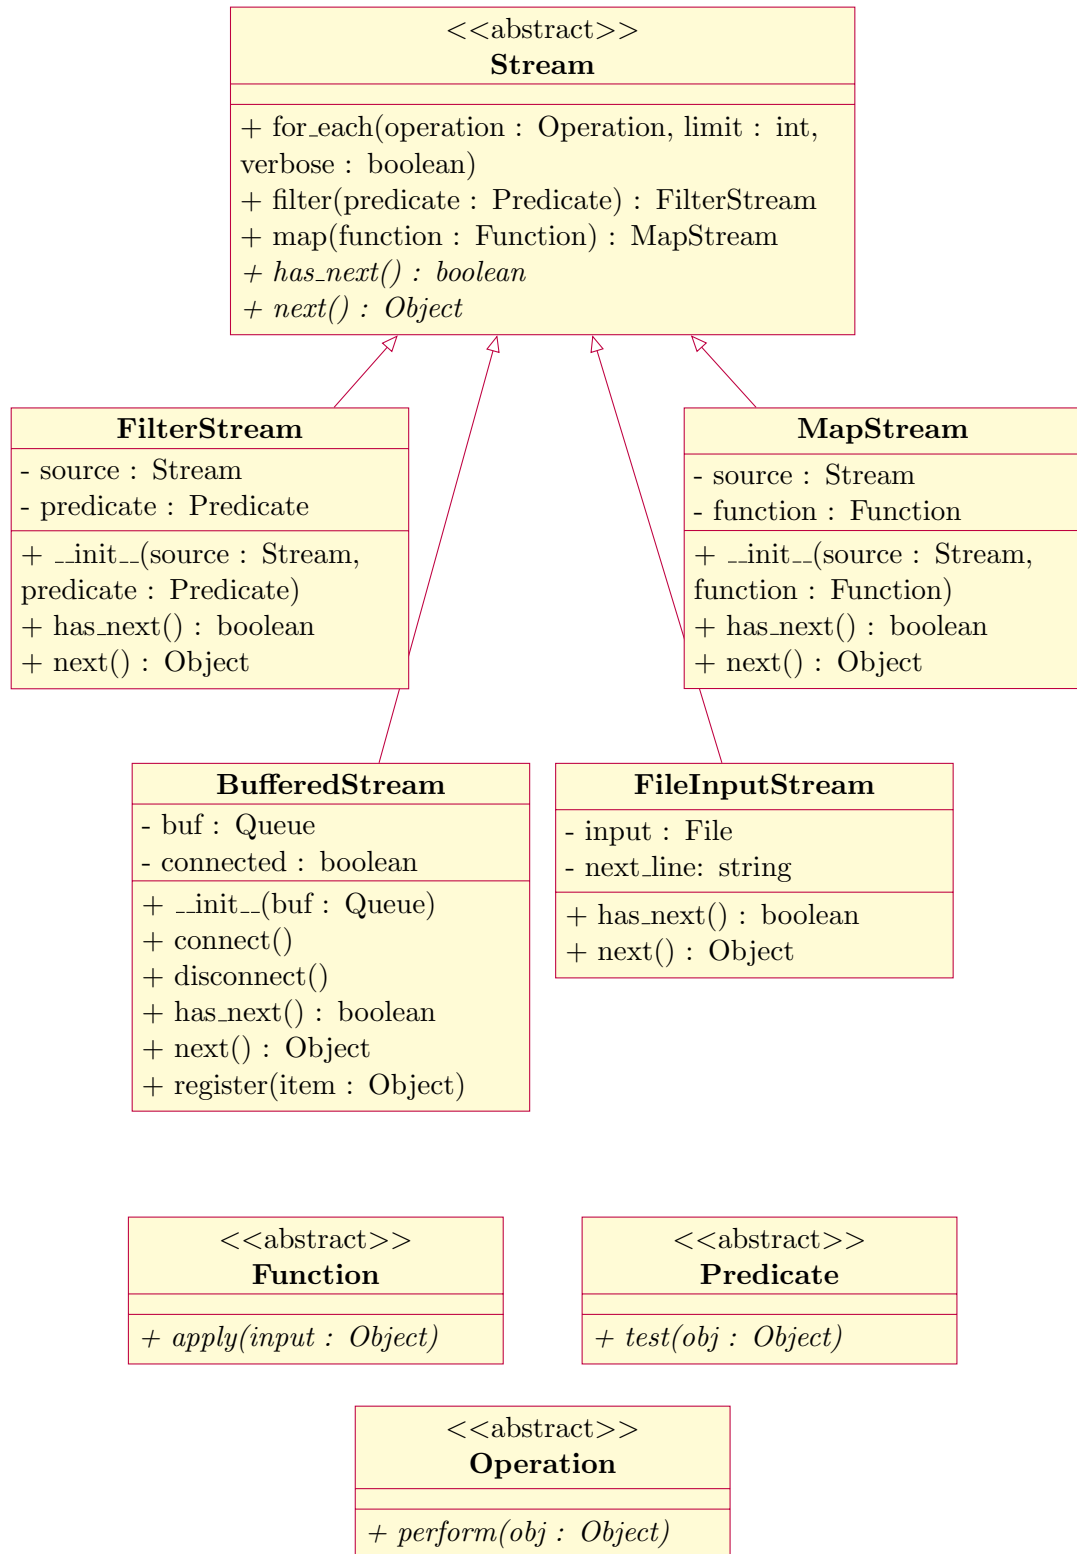 <<abstract>>
Stream
+ for_each(operation : Operation, limit : int,
verbose : boolean)
+ filter(predicate : Predicate) : FilterStream
+ map(function : Function) : MapStream
+ has_next() : boolean
+ next() : Object
FilterStream
- source : Stream
- predicate : Predicate
+ __init__(source : Stream,
predicate : Predicate)
+ has_next() : boolean
+ next() : Object
MapStream
- source : Stream
- function : Function
+ __init__(source : Stream,
function : Function)
+ has_next() : boolean
+ next() : Object
BufferedStream
- buf : Queue
- connected : boolean
+ __init__(buf : Queue)
+ connect()
+ disconnect()
+ has_next() : boolean
+ next() : Object
+ register(item : Object)
FileInputStream
- input : File
- next_line: string
+ has_next() : boolean
+ next() : Object
<<abstract>>
Function
+ apply(input : Object)
<<abstract>>
Predicate
+ test(obj : Object)
<<abstract>>
Operation
+ perform(obj : Object)